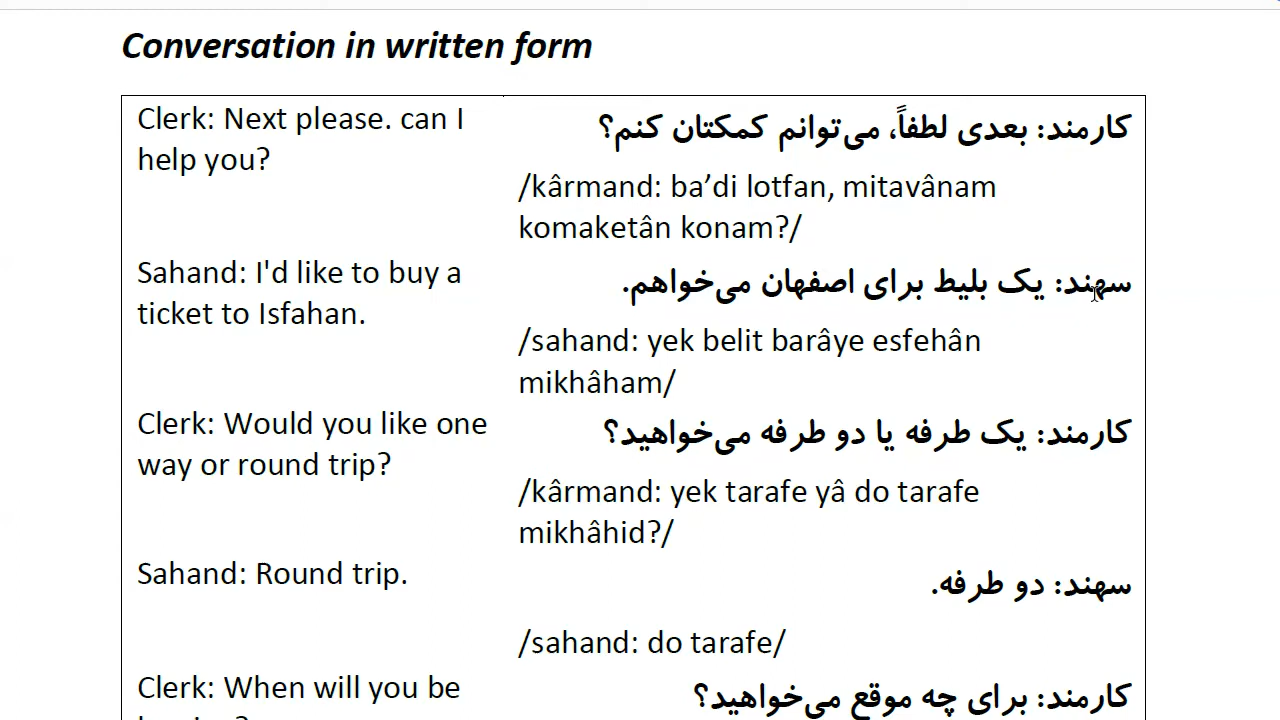 Conversation in written form
Clerk: Next please. can I
help you?
کارمند: بعدی لطفاً، می‌توانم کمکتان کنم؟
/kârmand: ba’di lotfan, mitavânam
komaketân konam?/
Sahand: I'd like to buy a
ticket to Isfahan.
سهند: یک بلیط برای اصفهان می‌خواهم.
/sahand: yek belit barâye esfehân
mikhâham/
Clerk: Would you like one
way or round trip?
کارمند: یک طرفه یا دو طرفه می‌خواهید؟
/kârmand: yek tarafe yâ do tarafe
mikhâhid?/
Sahand: Round trip.
سهند: دو طرفه.
/sahand: do tarafe/
Clerk: When will you be
کارمند: برای چه موقع می‌خواهید؟